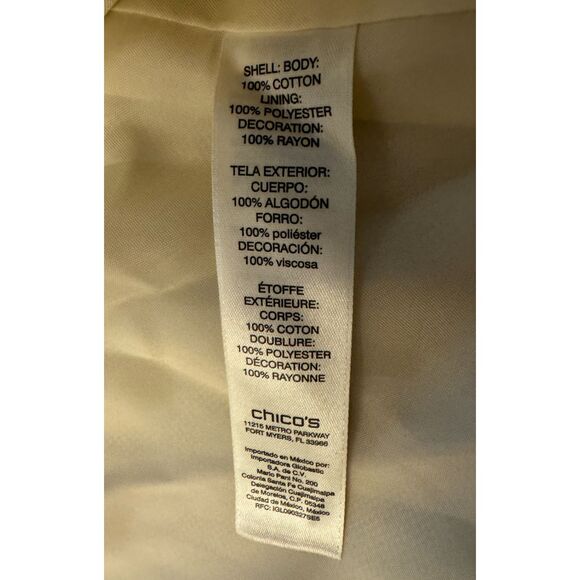 SHELL: BODY:
100% COTTON
LINING:
100% POLYESTER
DECORATION:
100% RAYON
TELA EXTERIOR:
CUERPO:
100% ALGODÓN
FORRO:
100% poliéster
DECORACIÓN:
100% viscosa
ÉTOFFE
EXTÉRIEURE:
CORPS:
100% COTON
DOUBLURE:
100% POLYESTER
DÉCORATION:
100% RAYONNE
chico's
11215 METRO PARKWAY
FORT MYERS, FL 33966
Importado en México por:
Importadora Globastic
S.A. de C.V.
Mario Pani No. 200
Colonia Santa Fe Cuajimalpa
Delegación Cuajimalpa
de Morelos, C.P. 05348
Ciudad de México, México
RFC: IGL090327SE6